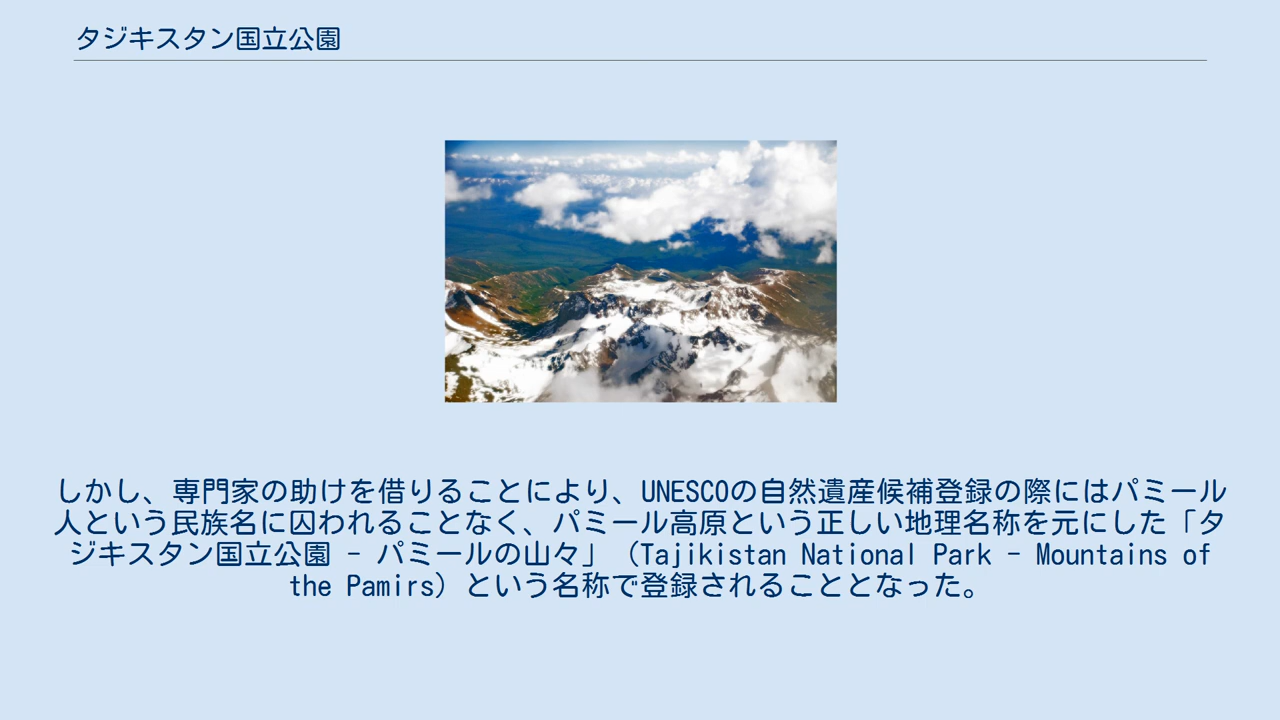 タジキスタン国立公園
しかし、専門家の助けを借りることにより、UNESCOの自然遺産候補登録の際にはパミール
人という民族名に囚われることなく、パミール高原という正しい地理名称を元にした「タ
ジキスタン国立公園 - パミールの山々」（Tajikistan National Park - Mountains of
the Pamirs）という名称で登録されることとなった。